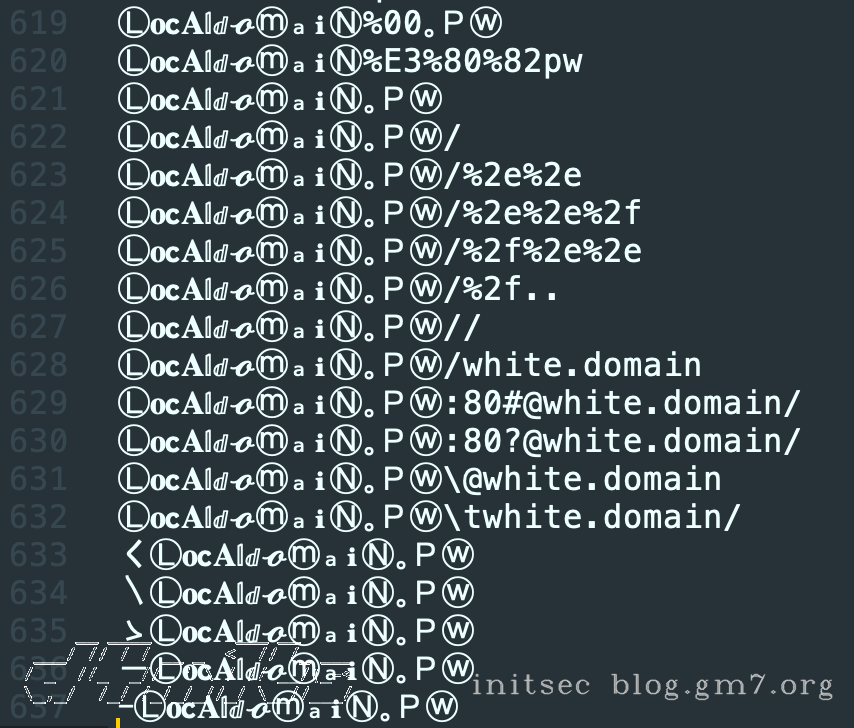 619 ⓁⓞcAl𝕕ℴⓜₐiⓃ%00。Pⓦ
620 Ⓛ𝐨𝐜𝐀𝕝𝕕ℴⓜₐ𝐢Ⓝ%E3%80%82pw
621 Ⓛ𝐨𝐜𝐀𝕝𝕕ℴⓜₐ𝐢Ⓝ。Pⓦ
622 Ⓛ𝐨𝐜𝐀𝕝𝕕ℴⓜₐ𝐢Ⓝ。Pⓦ/
623 Ⓛ𝐨𝐜𝐀𝕝𝕕ℴⓜₐ𝐢Ⓝ。Pⓦ/%2e%2e
624 Ⓛ𝐨𝐜𝐀𝕝𝕕ℴⓜₐ𝐢Ⓝ。Pⓦ/%2e%2e%2f
625 Ⓛ𝐨𝐜𝐀𝕝𝕕ℴⓜₐ𝐢Ⓝ。Pⓦ/%2f%2e%2e
626 Ⓛ𝐨𝐜𝐀𝕝𝕕ℴⓜₐ𝐢Ⓝ。Pⓦ/%2f..
627 Ⓛ𝐨𝐜𝐀𝕝𝕕ℴⓜₐ𝐢Ⓝ。Pⓦ//
628 Ⓛ𝐨𝐜𝐀𝕝𝕕ℴⓜₐ𝐢Ⓝ。Pⓦ/white.domain
629 Ⓛ𝐨𝐜𝐀𝕝𝕕ℴⓜₐ𝐢Ⓝ。Pⓦ:80#@white.domain/
630 Ⓛ𝐨𝐜𝐀𝕝𝕕ℴⓜₐ𝐢Ⓝ。Pⓦ:80?@white.domain/
631 Ⓛ𝐨𝐜𝐀𝕝𝕕ℴⓜₐ𝐢Ⓝ。Pⓦ\@white.domain
632 Ⓛ𝐨𝐜𝐀𝕝𝕕ℴⓜₐ𝐢Ⓝ。Pⓦ\twhite.domain/
633 く Ⓛ𝐨𝐜𝐀𝕝𝕕ℴⓜₐ𝐢Ⓝ。Pⓦ
634 \ Ⓛ𝐨𝐜𝐀𝕝𝕕ℴⓜₐ𝐢Ⓝ。Pⓦ
635 Ⓛ𝐨𝐜𝐀𝕝𝕕ℴⓜₐ𝐢Ⓝ。Pⓦ
636 Ⓛ𝐨𝐜𝐀𝕝𝕕ℴⓜₐ𝐢Ⓝ。Pⓦ
637 -Ⓛ𝐨𝐜𝐀𝕝𝕕ℴⓜₐ𝐢Ⓝ。Pⓦ
initsec blog.gm7.org